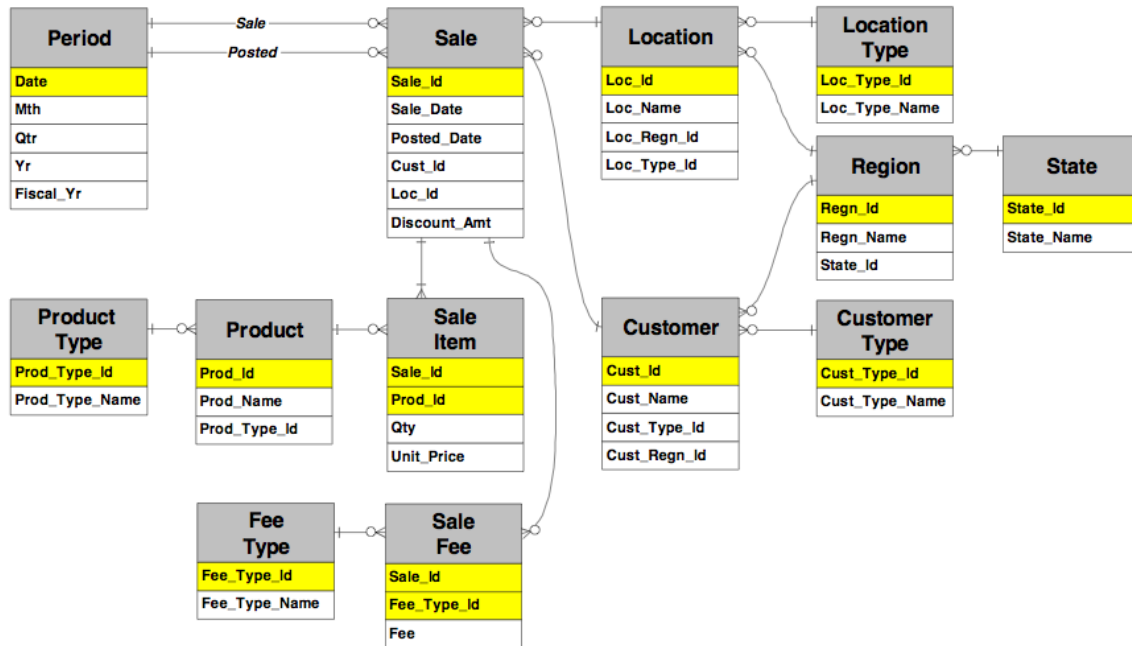 Period
Date
Mth
Qtr
Yr
Fiscal_Yr
Sale
Posted
Sale
Sale_Id
Sale_Date
Posted_Date
Cust_Id
Loc_Id
Discount_Amt
Location
Loc_Id
Loc_Name
Loc_Regn_Id
Loc_Type_Id
Location
Type
Loc_Type_Id
Loc_Type_Name
Region
Regn_Id
Regn_Name
State_Id
State
State_Id
State_Name
Product
Type
Prod_Type_Id
Prod_Type_Name
Product
Prod_Id
Prod_Name
Prod_Type_Id
Sale
Item
Sale_Id
Prod_Id
Qty
Unit_Price
Customer
Cust_Id
Cust_Name
Cust_Type_Id
Cust_Regn_Id
Customer
Type
Cust_Type_Id
Cust_Type_Name
Fee
Type
Fee_Type_Id
Fee_Type_Name
Sale
Fee
Sale_Id
Fee_Type_Id
Fee